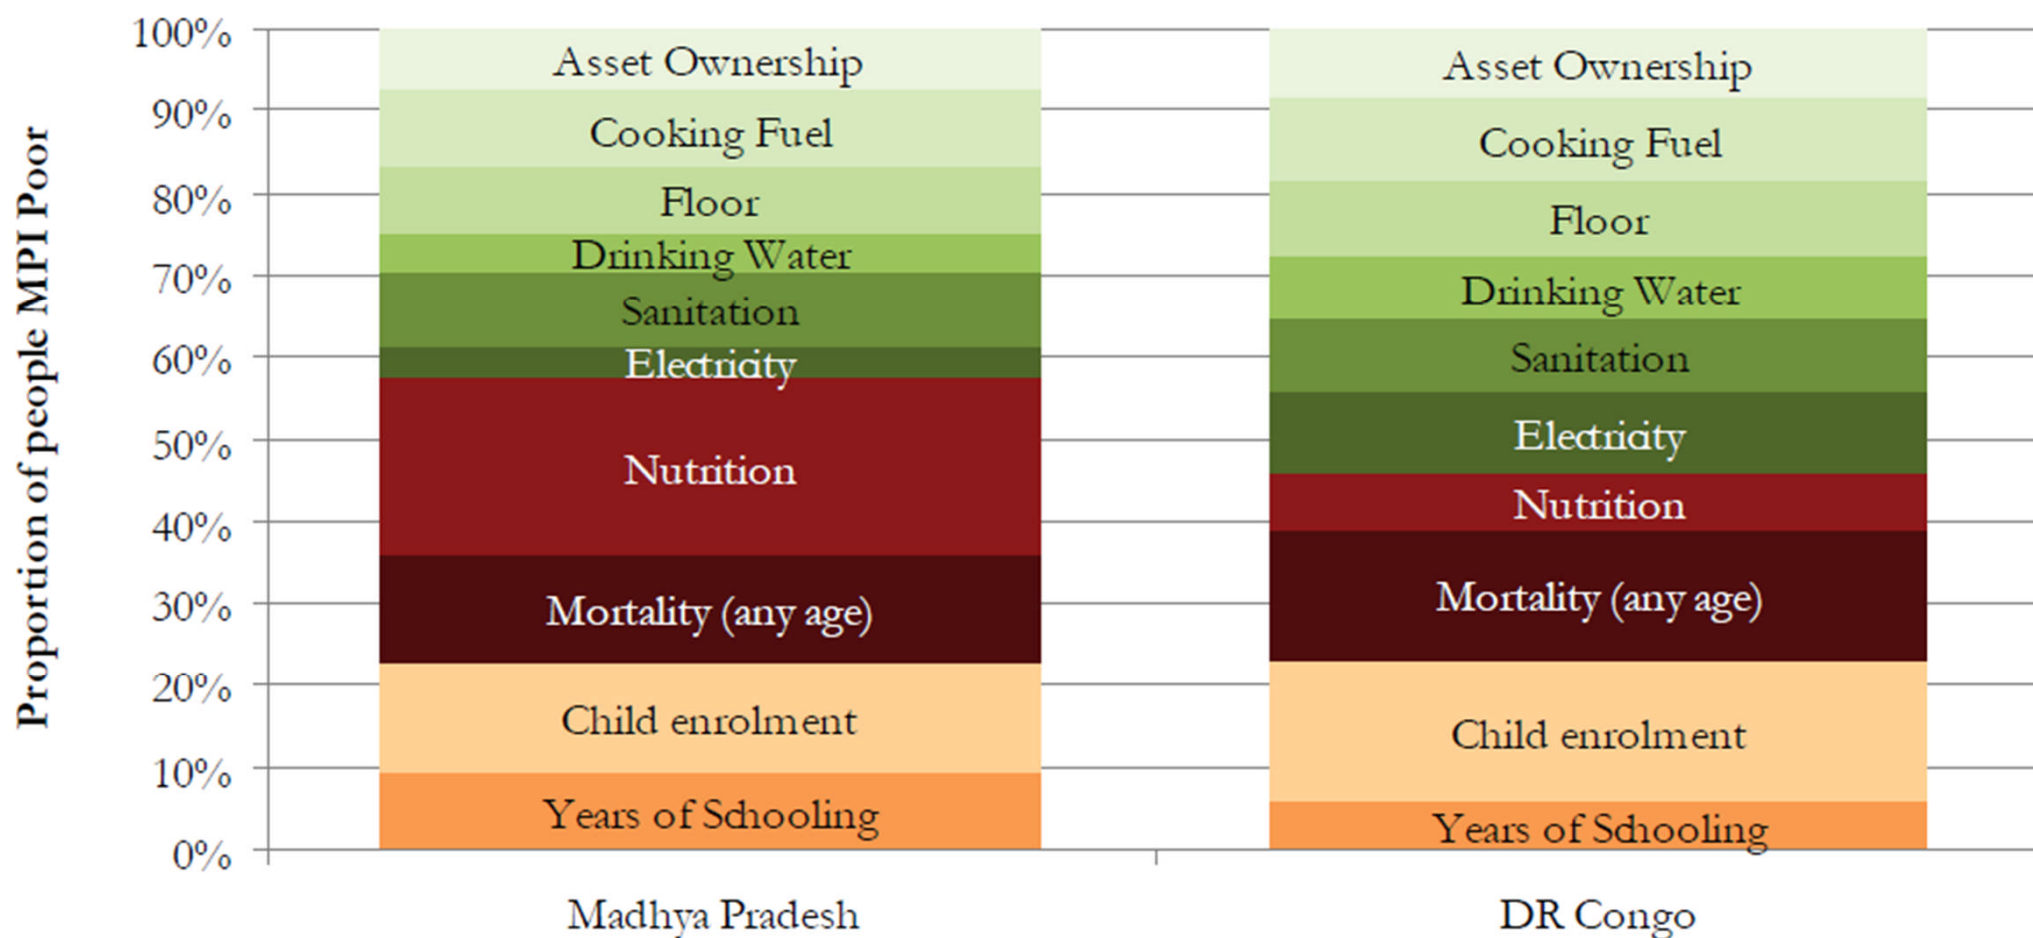 Proportion of people MPI Poor
100%
90%
80%
70%
60%
50%
40%
30%
20%
10%
0%
Asset Ownership
Cooking Fuel
Floor
Drinking Water
Sanitation
Electricity
Nutrition
Mortality (any age)
Child enrolment
Years of Schooling
Madhya Pradesh
Asset Ownership
Cooking Fuel
Floor
Drinking Water
Sanitation
Electricity
Nutrition
Mortality (any age)
Child enrolment
Years of Schooling
DR Congo